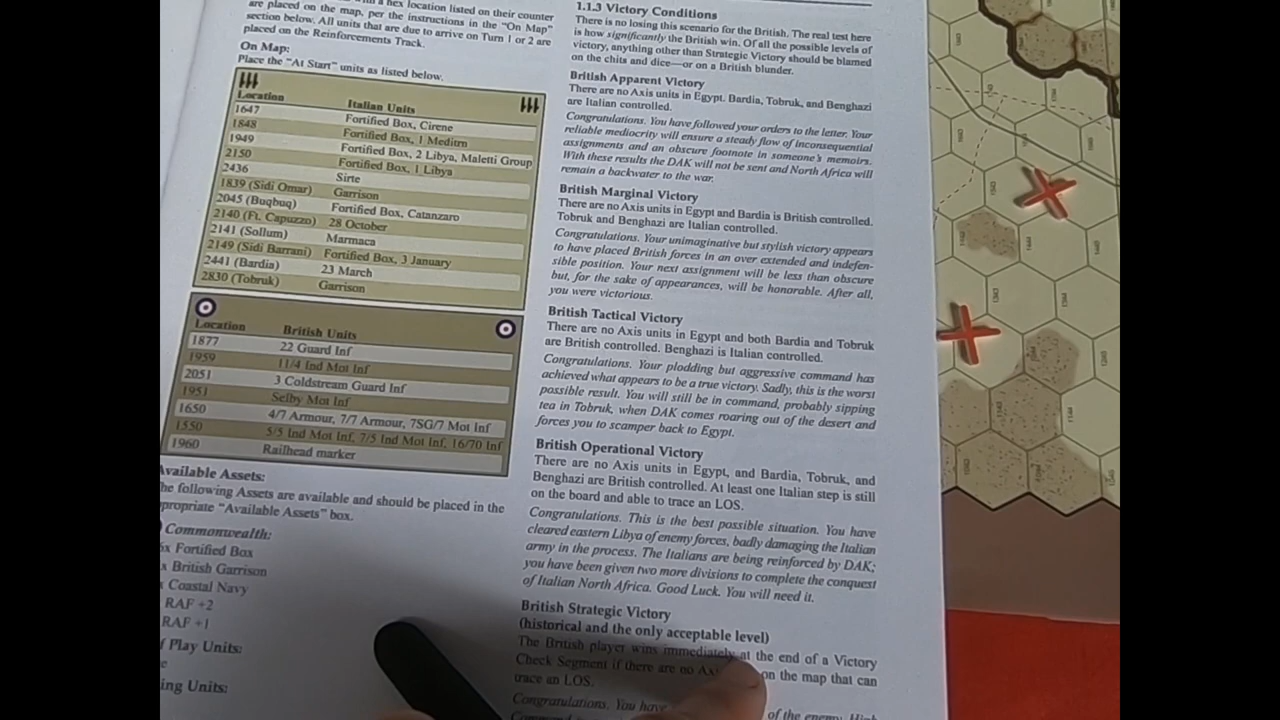 hex location listed on their counter
are placed on the map, per the instructions in the "On Map"
section below. All units that are due to arrive on Turn 1 or 2 are
placed on the Reinforcements Track.
On Map:
Place the "At Start" units as listed below.
Location Italian Units
1647 Fortified Box, Cirene
1848 Fortified Box, 1 Meditrn
1949 Fortified Box, 2 Libya, Maletti Group
2150 Fortified Box, 1 Libya
2436 Sirte
1839 (Sidi Omar) Garrison
2045 (Buqbuq) Fortified Box, Catanzaro
2140 (Ft. Capuzzo) 28 October
2141 (Sollum) Marmaca
2149 (Sidi Barrani) Fortified Box, 3 January
2441 (Bardia) 23 March
2830 (Tobruk) Garrison
Location British Units
1877 22 Guard Inf
1959 11/4 Ind Mot Inf
2051 3 Coldstream Guard Inf
1951 Selby Mot Inf
1650 4/7 Armour, 7/7 Armour, 7SG/7 Mot Inf
1550 5/5 Ind Mot Inf, 7/5 Ind Mot Inf, 16/70 Inf
1960 Railhead marker
Available Assets:
he following Assets are available and should be placed in the
propriate "Available Assets" box.
Commonwealth:
x Fortified Box
x British Garrison
Coastal Navy
RAF +2
RAF +1
f Play Units:
e
ing Units:
1.1.3 Victory Conditions
There is no losing this scenario for the British. The real test here
is how significantly the British win. Of all the possible levels of
victory, anything other than Strategic Victory should be blamed
on the chits and dice—or on a British blunder.
British Apparent Victory
There are no Axis units in Egypt. Bardia, Tobruk, and Benghazi
are Italian controlled.
Congratulations. You have followed your orders to the letter. Your
reliable mediocrity will ensure a steady flow of inconsequential
assignments and an obscure footnote in someone's memoirs.
With these results the DAK will not be sent and North Africa will
remain a backwater to the war.
British Marginal Victory
There are no Axis units in Egypt and Bardia is British controlled.
Tobruk and Benghazi are Italian controlled.
Congratulations. Your unimaginative but stylish victory appears
to have placed British forces in an over extended and indefen-
sible position. Your next assignment will be less than obscure
but, for the sake of appearances, will be honorable. After all,
you were victorious.
British Tactical Victory
There are no Axis units in Egypt and both Bardia and Tobruk
are British controlled. Benghazi is Italian controlled.
Congratulations. Your plodding but aggressive command has
achieved what appears to be a true victory. Sadly, this is the worst
possible result. You will still be in command, probably sipping
tea in Tobruk, when DAK comes roaring out of the desert and
forces you to scamper back to Egypt.
British Operational Victory
There are no Axis units in Egypt, and Bardia, Tobruk, and
Benghazi are British controlled. At least one Italian step is still
on the board and able to trace an LOS.
Congratulations. This is the best possible situation. You have
cleared eastern Libya of enemy forces, badly damaging the Italian
army in the process. The Italians are being reinforced by DAK;
you have been given two more divisions to complete the conquest
of Italian North Africa. Good Luck. You will need it.
British Strategic Victory
(historical and the only acceptable level)
The British player wins immediately at the end of a Victory
Check Segment if there are no on the map that can
trace an LOS.
Congratulations. You have of the enemy.